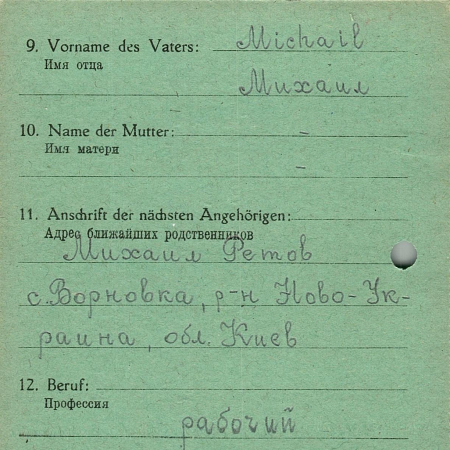 9. Vorname des Vaters: Michail
Имя отца
Михаил
10. Name der Mutter: –
Имя матери
–
11. Anschrift der nächsten Angehörigen:
Адрес ближайших родственников
Михаил Ретов
с. Ворновка, р-н Ново-Ук-
раина, обл. Киев
12. Beruf:
Профессия
рабочий